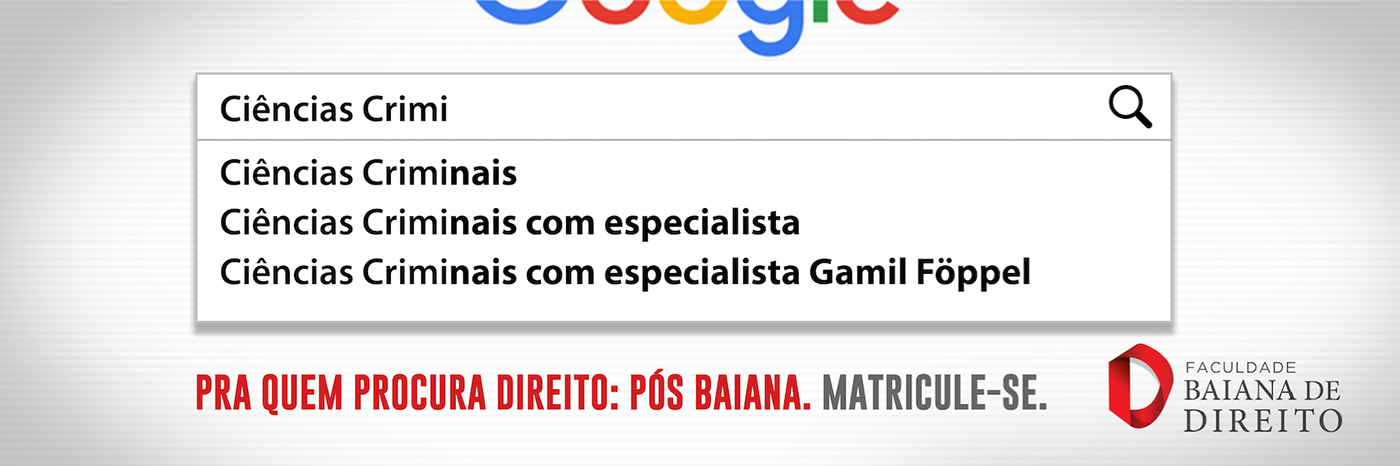 Google
Ciências Crimi
Ciências Criminais
Ciências Criminais com especialista
Ciências Criminais com especialista Gamil Föppel
PRA QUEM PROCURA DIREITO: PÓS BAIANA. MATRICULE-SE.
FACULDADE
BAIANA DE
DIREITO